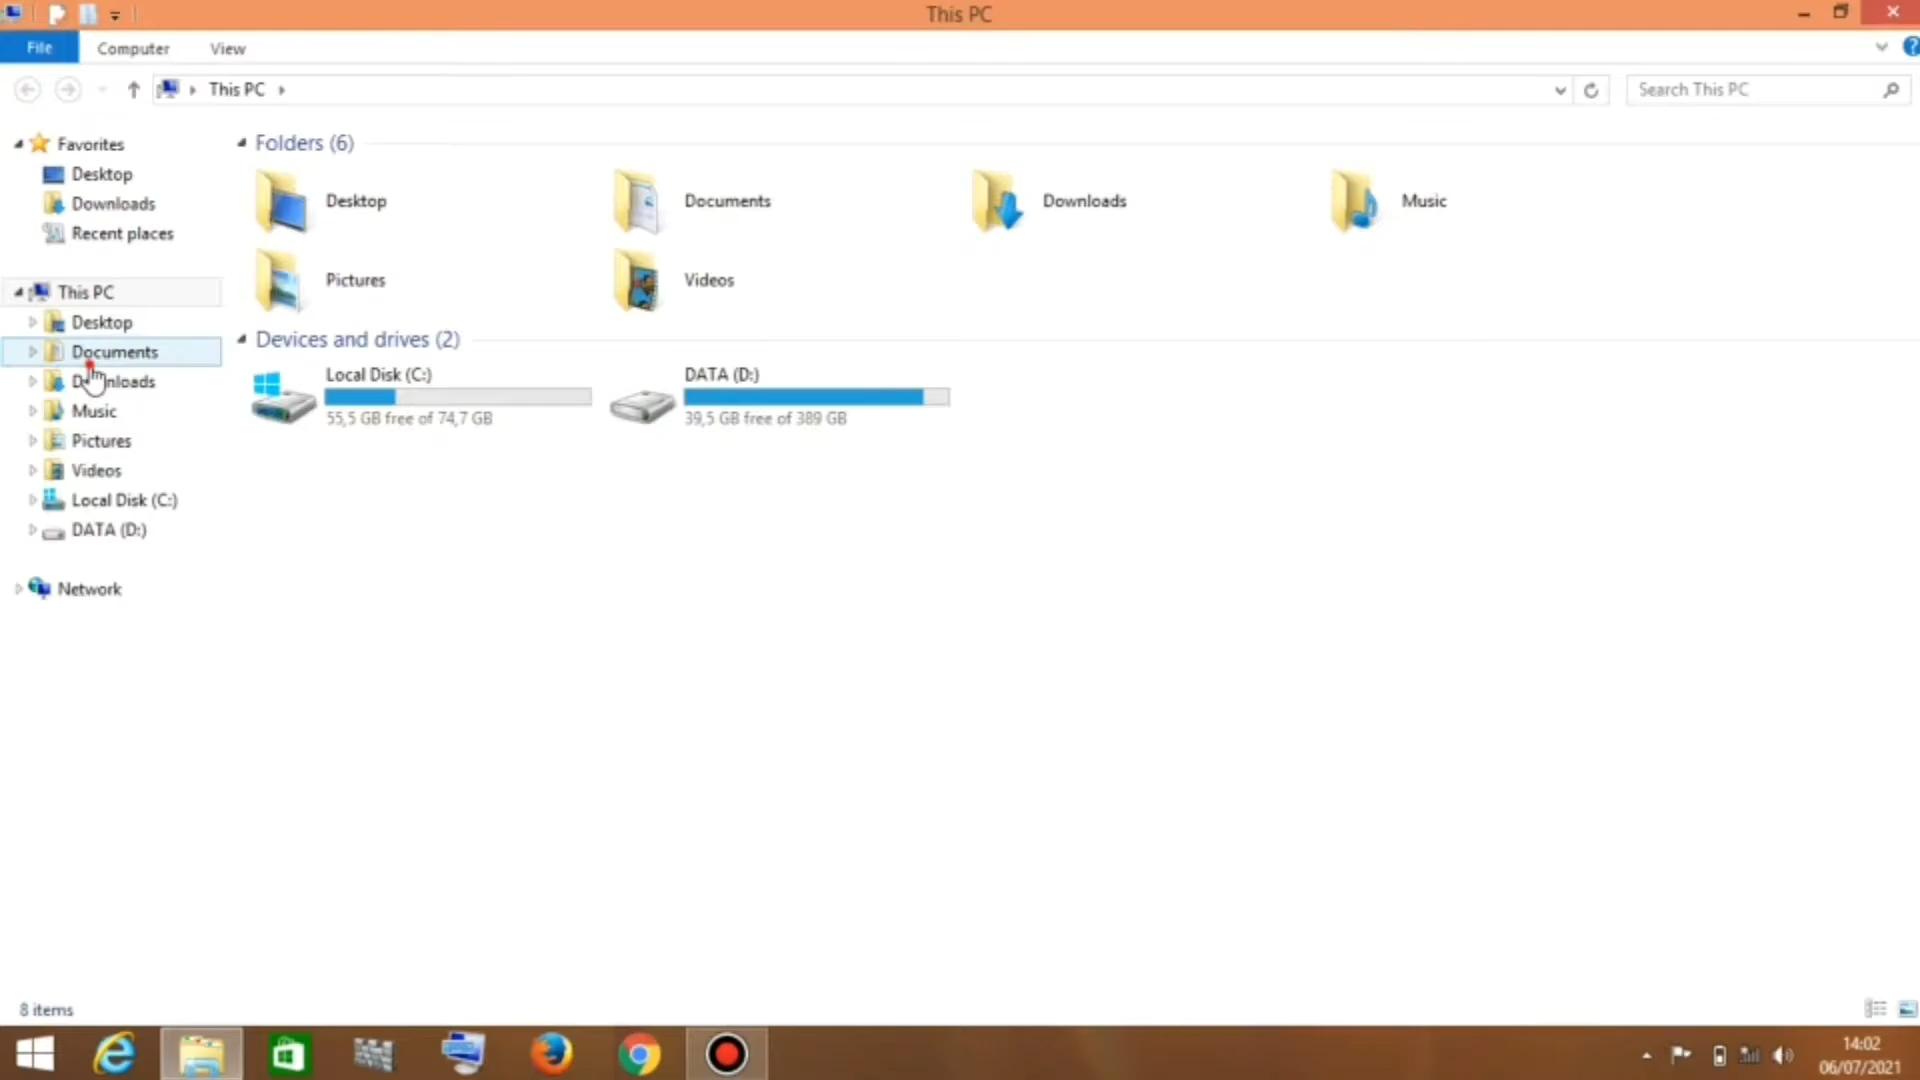 This PC
File Computer View
This PC
Search This PC
Favorites
Desktop
Downloads
Recent places
This PC
Desktop
Documents
Downloads
Music
Pictures
Videos
Local Disk (C:)
DATA (D:)
Network
Folders (6)
Desktop
Documents
Downloads
Music
Pictures
Videos
Devices and drives (2)
Local Disk (C:)
55,5 GB free of 74,7 GB
DATA (D:)
39,5 GB free of 389 GB
8 items
14:02
06/07/2021